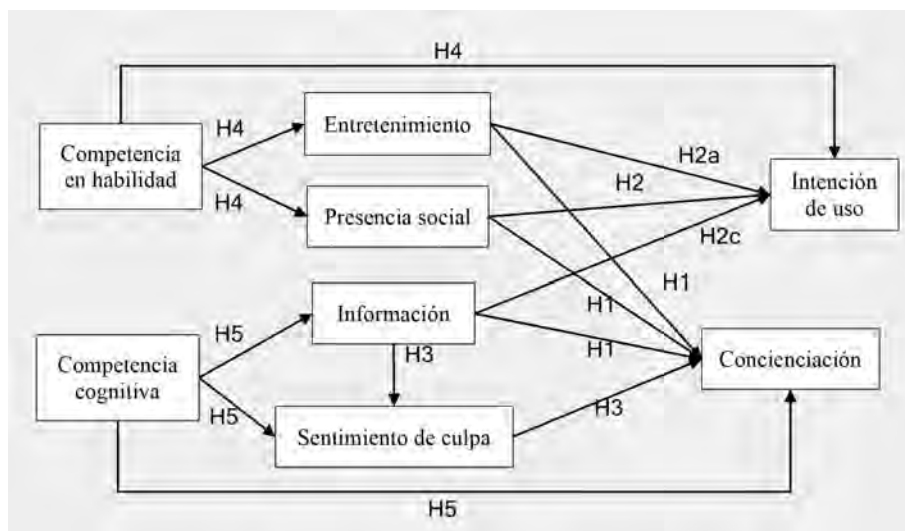 H4
Entretenimiento
H4
H2a
Competencia
en habilidad
Intención
de uso
H2
H4
Presencia social
H2c
H1
Información
H1
H5
H1
H3
Competencia
cognitiva
Concienciación
H5
H3
Sentimiento de culpa
H5